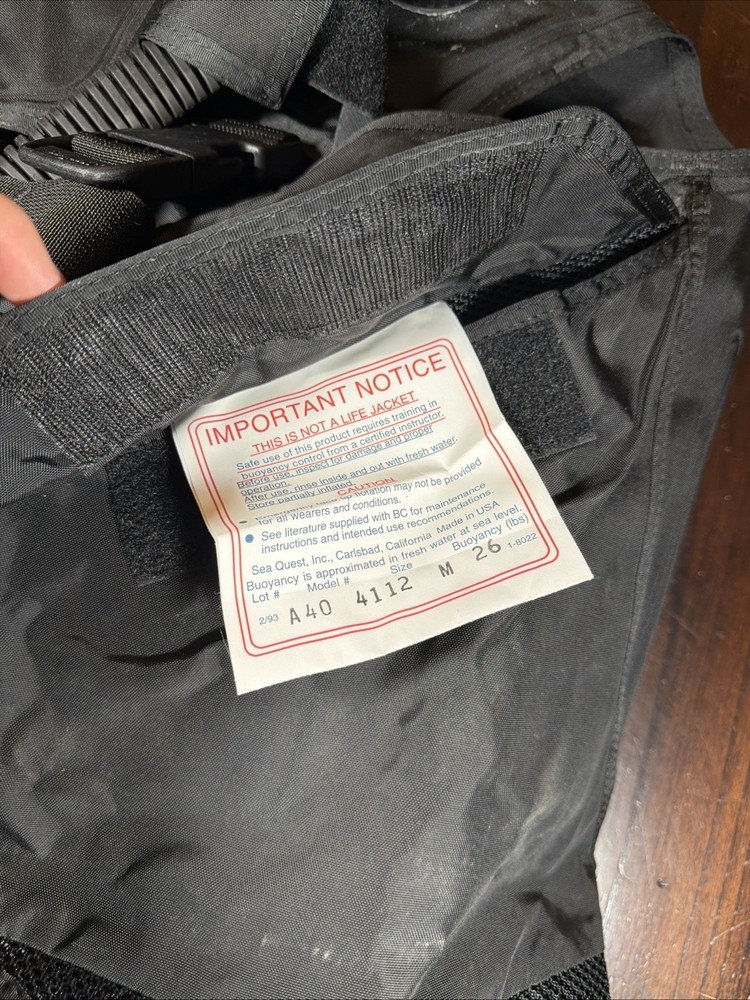 IMPORTANT NOTICE
THIS IS NOT A LIFE JACKET
Safe use of this product requires training in
buoyancy control from a certified instructor.
Before use, inspect for damage and proper
operation.
After use, rinse inside and out with fresh water.
Store partially inflated.
CAUTION
flotation may not be provided
for all wearers and conditions.
● See literature supplied with BC for maintenance
instructions and intended use recommendations.
Sea Quest, Inc., Carlsbad, California Made in USA
Buoyancy is approximated in fresh water at sea level.
Lot # Model # Size Buoyancy (lbs)
2/93 A40 4112 M 26 1-8022